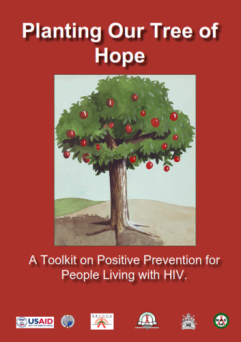 Planting Our Tree of
Hope
A Toolkit on Positive Prevention for
People Living with HIV.
USAID